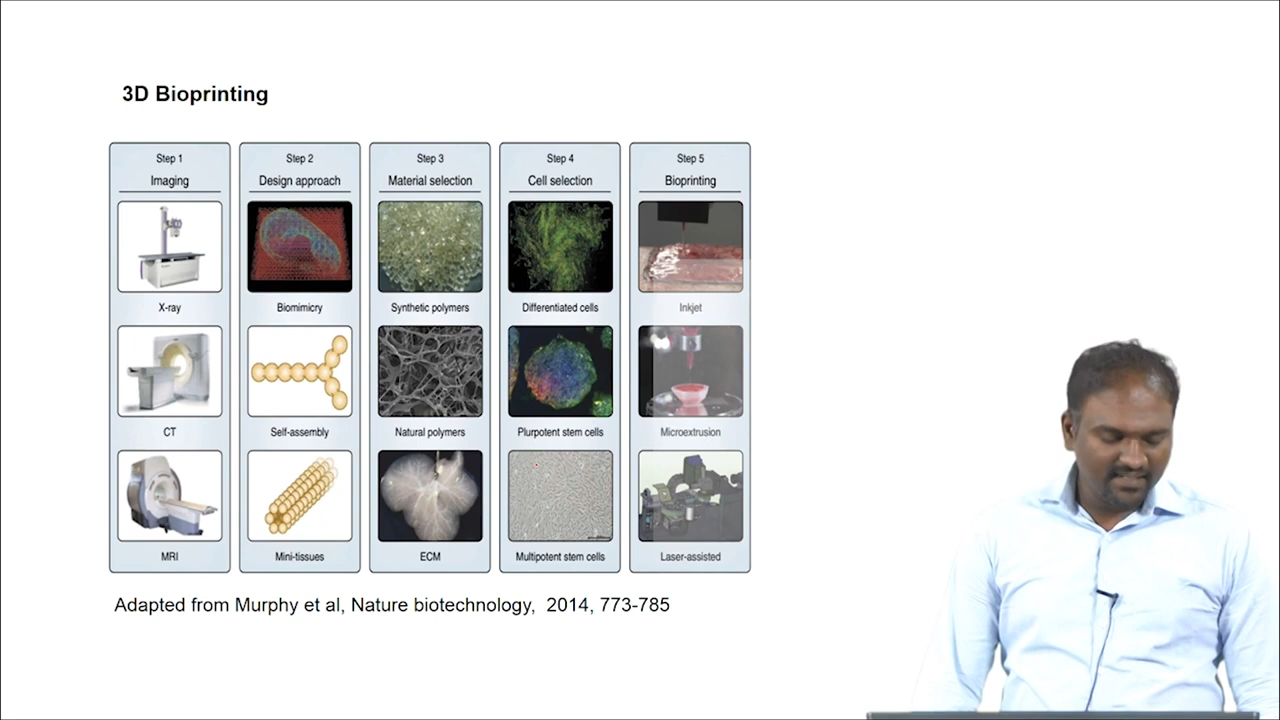 3D Bioprinting
Step 1
Imaging
X-ray
CT
MRI
Step 2
Design approach
Biomimicry
Self-assembly
Mini-tissues
Step 3
Material selection
Synthetic polymers
Natural polymers
ECM
Step 4
Cell selection
Differentiated cells
Plurpotent stem cells
Multipotent stem cells
Step 5
Bioprinting
Inkjet
Microextrusion
Laser-assisted
Adapted from Murphy et al, Nature biotechnology, 2014, 773-785